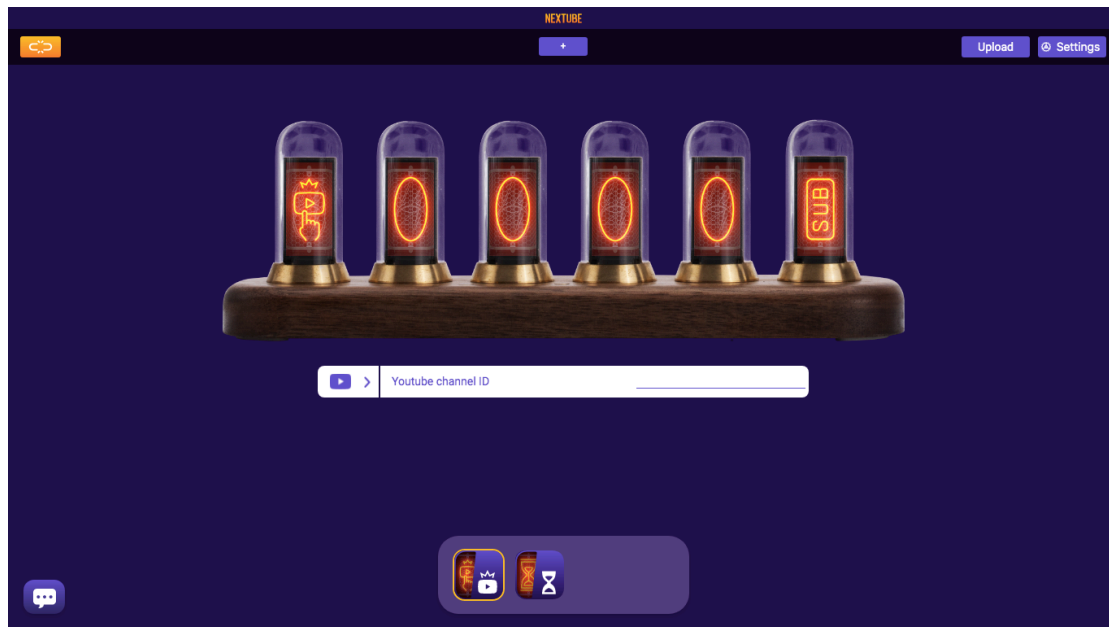 NEXTUBE
+
Upload
Settings
0 0 0 0 SUB
Youtube channel ID